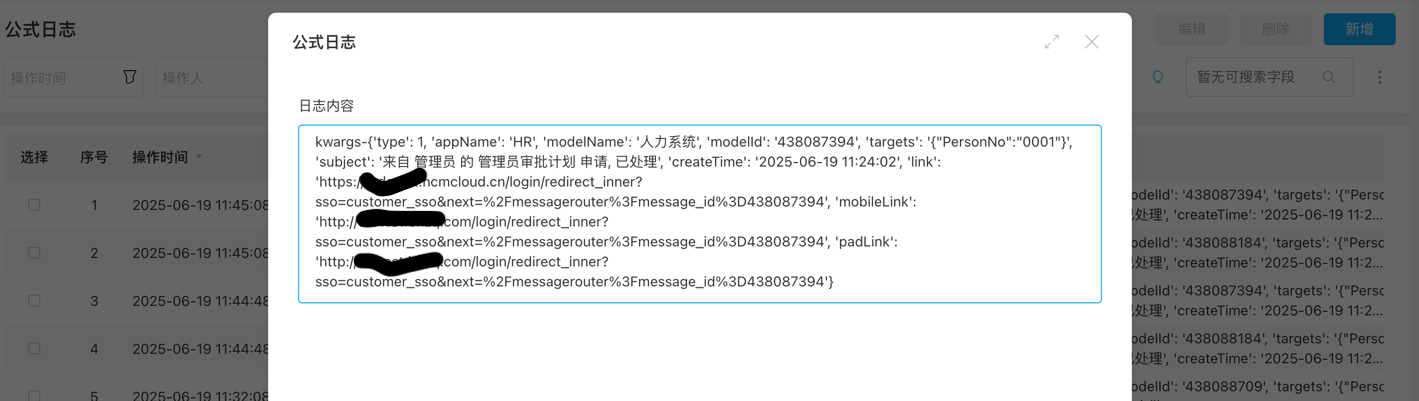 公式日志
编辑
删除
新增
操作时间
操作人
暂无可搜索字段
选择
序号
操作时间
1
2025-06-19 11:45:08
2
2025-06-19 11:45:08
3
2025-06-19 11:44:48
4
2025-06-19 11:44:48
5
2025-06-19 11:32:08
公式日志
日志内容
kwargs-{'type': 1, 'appName': 'HR', 'modelName': '人力系统', 'modelId': '438087394', 'targets': '{"PersonNo":"0001"}',
'subject': '来自 管理员 的 管理员审批计划 申请, 已处理', 'createTime': '2025-06-19 11:24:02', 'link':
'https:/ ncmcloud.cn/login/redirect_inner?
sso=customer_sso&next=%2Fmessagerouter%3Fmessage_id%3D438087394', 'mobileLink':
'http:/ .com/login/redirect_inner?
sso=customer_sso&next=%2Fmessagerouter%3Fmessage_id%3D438087394', 'padLink':
'http:/ .com/login/redirect_inner?
sso=customer_sso&next=%2Fmessagerouter%3Fmessage_id%3D438087394'}
odelId': '438087394', 'targets': '{"Persc
已处理', 'createTime': '2025-06-19 11:2...
odelId': '438088184', 'targets': '{"Persc
已处理', 'createTime': '2025-06-19 11:2...
odelId': '438087394', 'targets': '{"Persc
已处理', 'createTime': '2025-06-19 11:2...
odelId': '438088184', 'targets': '{"Persc
已处理', 'createTime': '2025-06-19 11:2...
odelId': '438088709', 'targets': '{"Persc